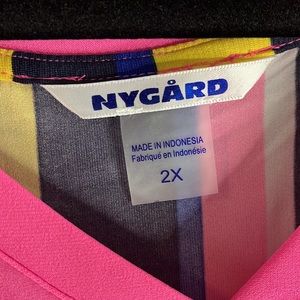 NYGÅRD
MADE IN INDONESIA
Fabriqué en Indonésie
2X